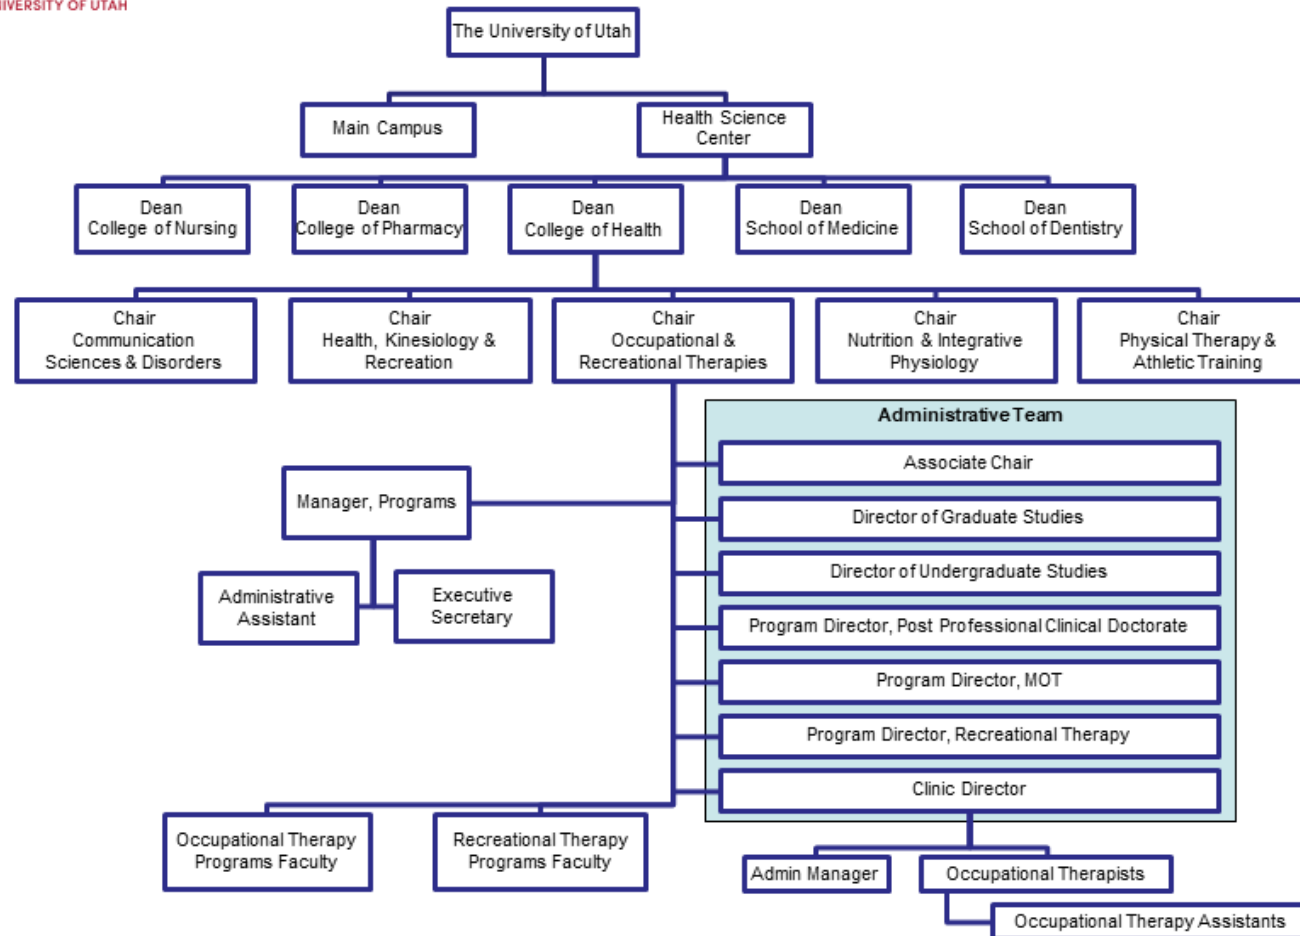 UNIVERSITY OF UTAH
The University of Utah
Main Campus
Health Science
Center
Dean
College of Nursing
Dean
College of Pharmacy
Dean
College of Health
Dean
School of Medicine
Dean
School of Dentistry
Chair
Communication
Sciences & Disorders
Chair
Health, Kinesiology &
Recreation
Chair
Occupational &
Recreational Therapies
Chair
Nutrition & Integrative
Physiology
Chair
Physical Therapy &
Athletic Training
Administrative Team
Associate Chair
Director of Graduate Studies
Director of Undergraduate Studies
Program Director, Post Professional Clinical Doctorate
Program Director, MOT
Program Director, Recreational Therapy
Clinic Director
Manager, Programs
Administrative
Assistant
Executive
Secretary
Occupational Therapy
Programs Faculty
Recreational Therapy
Programs Faculty
Admin Manager
Occupational Therapists
Occupational Therapy Assistants